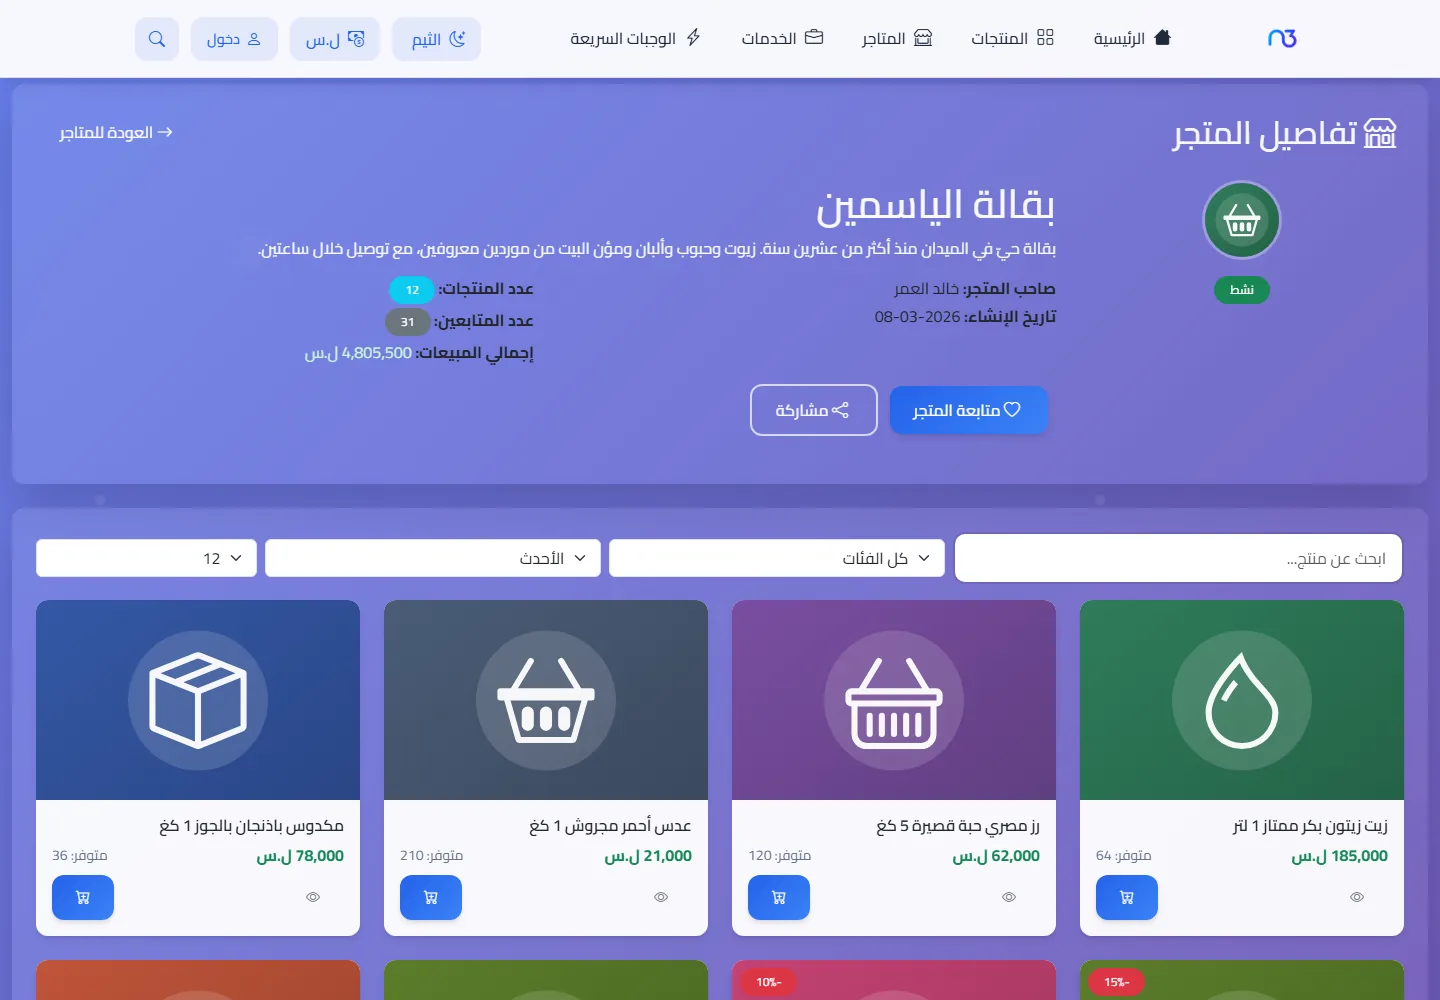 الرئيسية
المنتجات
المتاجر
الخدمات
الوجبات السريعة
الثيم
ل.س
دخول
تفاصيل المتجر
العودة للمتاجر
بقالة الياسمين
بقالة حيّ في الميدان منذ أكثر من عشرين سنة. زيوت وحبوب وألبان ومؤن البيت من موردين معروفين، مع توصيل خلال ساعتين.
نشط
صاحب المتجر: خالد العمر
تاريخ الإنشاء: 2026-03-08
عدد المنتجات: 12
عدد المتابعين: 31
إجمالي المبيعات: 4,805,500 ل.س
متابعة المتجر
مشاركة
ابحث عن منتج...
كل الفئات
الأحدث
12
زيت زيتون بكر ممتاز 1 لتر
185,000 ل.س
متوفر: 64
رز مصري حبة قصيرة 5 كغ
62,000 ل.س
متوفر: 120
عدس أحمر مجروش 1 كغ
21,000 ل.س
متوفر: 210
مكدوس باذنجان بالجوز 1 كغ
78,000 ل.س
متوفر: 36
15%-
10%-